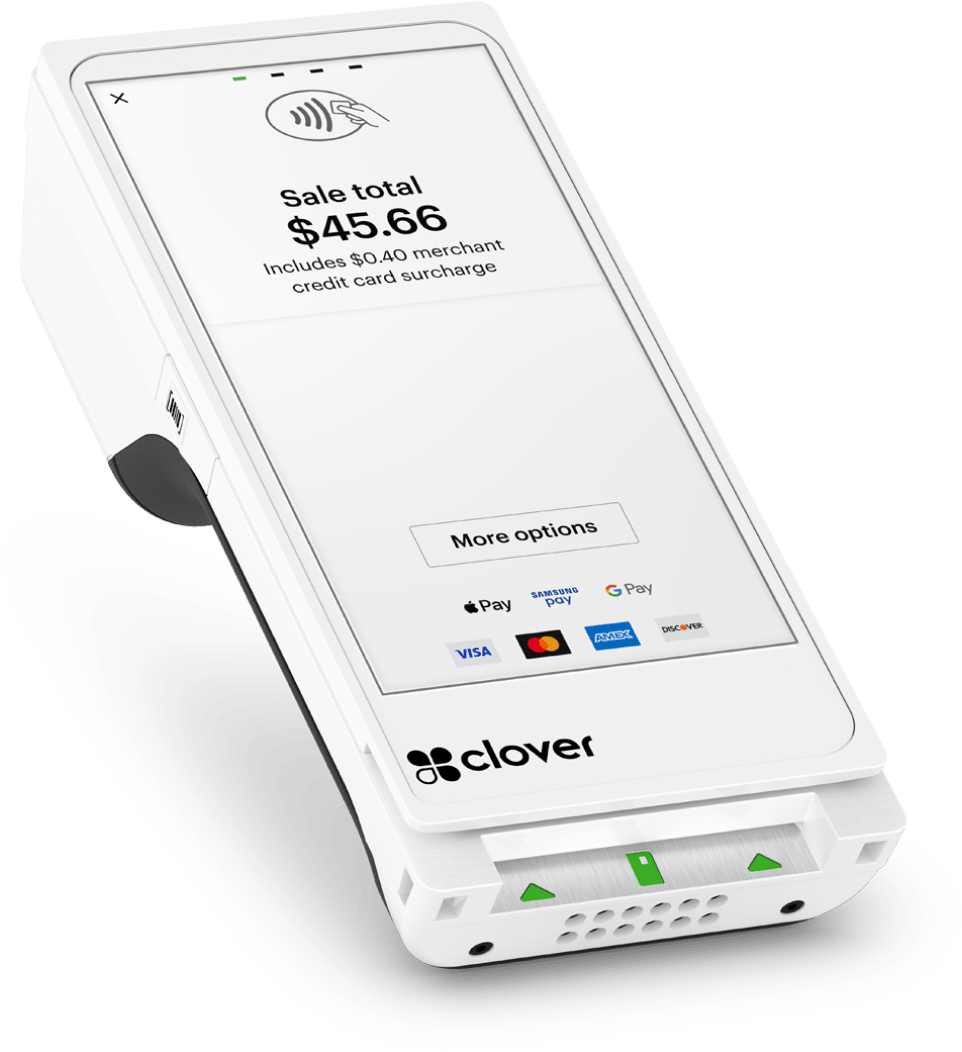 Sale total
$45.66
Includes $0.40 merchant
credit card surcharge
More options
Pay
SAMSUNG
pay
G Pay
VISA
AMEX
DISCOVER
clover